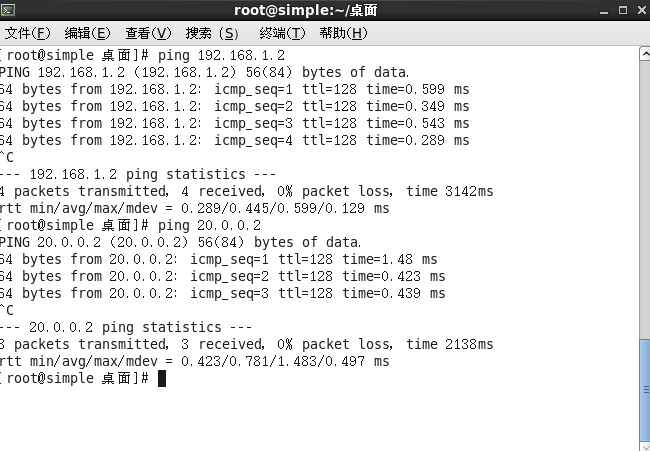 root@simple:~/桌面
文件(F) 编辑(E) 查看(V) 搜索 (S) 终端(T) 帮助(H)
[root@simple 桌面]# ping 192.168.1.2
PING 192.168.1.2 (192.168.1.2) 56(84) bytes of data.
64 bytes from 192.168.1.2: icmp_seq=1 ttl=128 time=0.599 ms
64 bytes from 192.168.1.2: icmp_seq=2 ttl=128 time=0.349 ms
64 bytes from 192.168.1.2: icmp_seq=3 ttl=128 time=0.543 ms
64 bytes from 192.168.1.2: icmp_seq=4 ttl=128 time=0.289 ms
^C
--- 192.168.1.2 ping statistics ---
4 packets transmitted, 4 received, 0% packet loss, time 3142ms
rtt min/avg/max/mdev = 0.289/0.445/0.599/0.129 ms
[root@simple 桌面]# ping 20.0.0.2
PING 20.0.0.2 (20.0.0.2) 56(84) bytes of data.
64 bytes from 20.0.0.2: icmp_seq=1 ttl=128 time=1.48 ms
64 bytes from 20.0.0.2: icmp_seq=2 ttl=128 time=0.423 ms
64 bytes from 20.0.0.2: icmp_seq=3 ttl=128 time=0.439 ms
^C
--- 20.0.0.2 ping statistics ---
3 packets transmitted, 3 received, 0% packet loss, time 2138ms
rtt min/avg/max/mdev = 0.423/0.781/1.483/0.497 ms
[root@simple 桌面]#